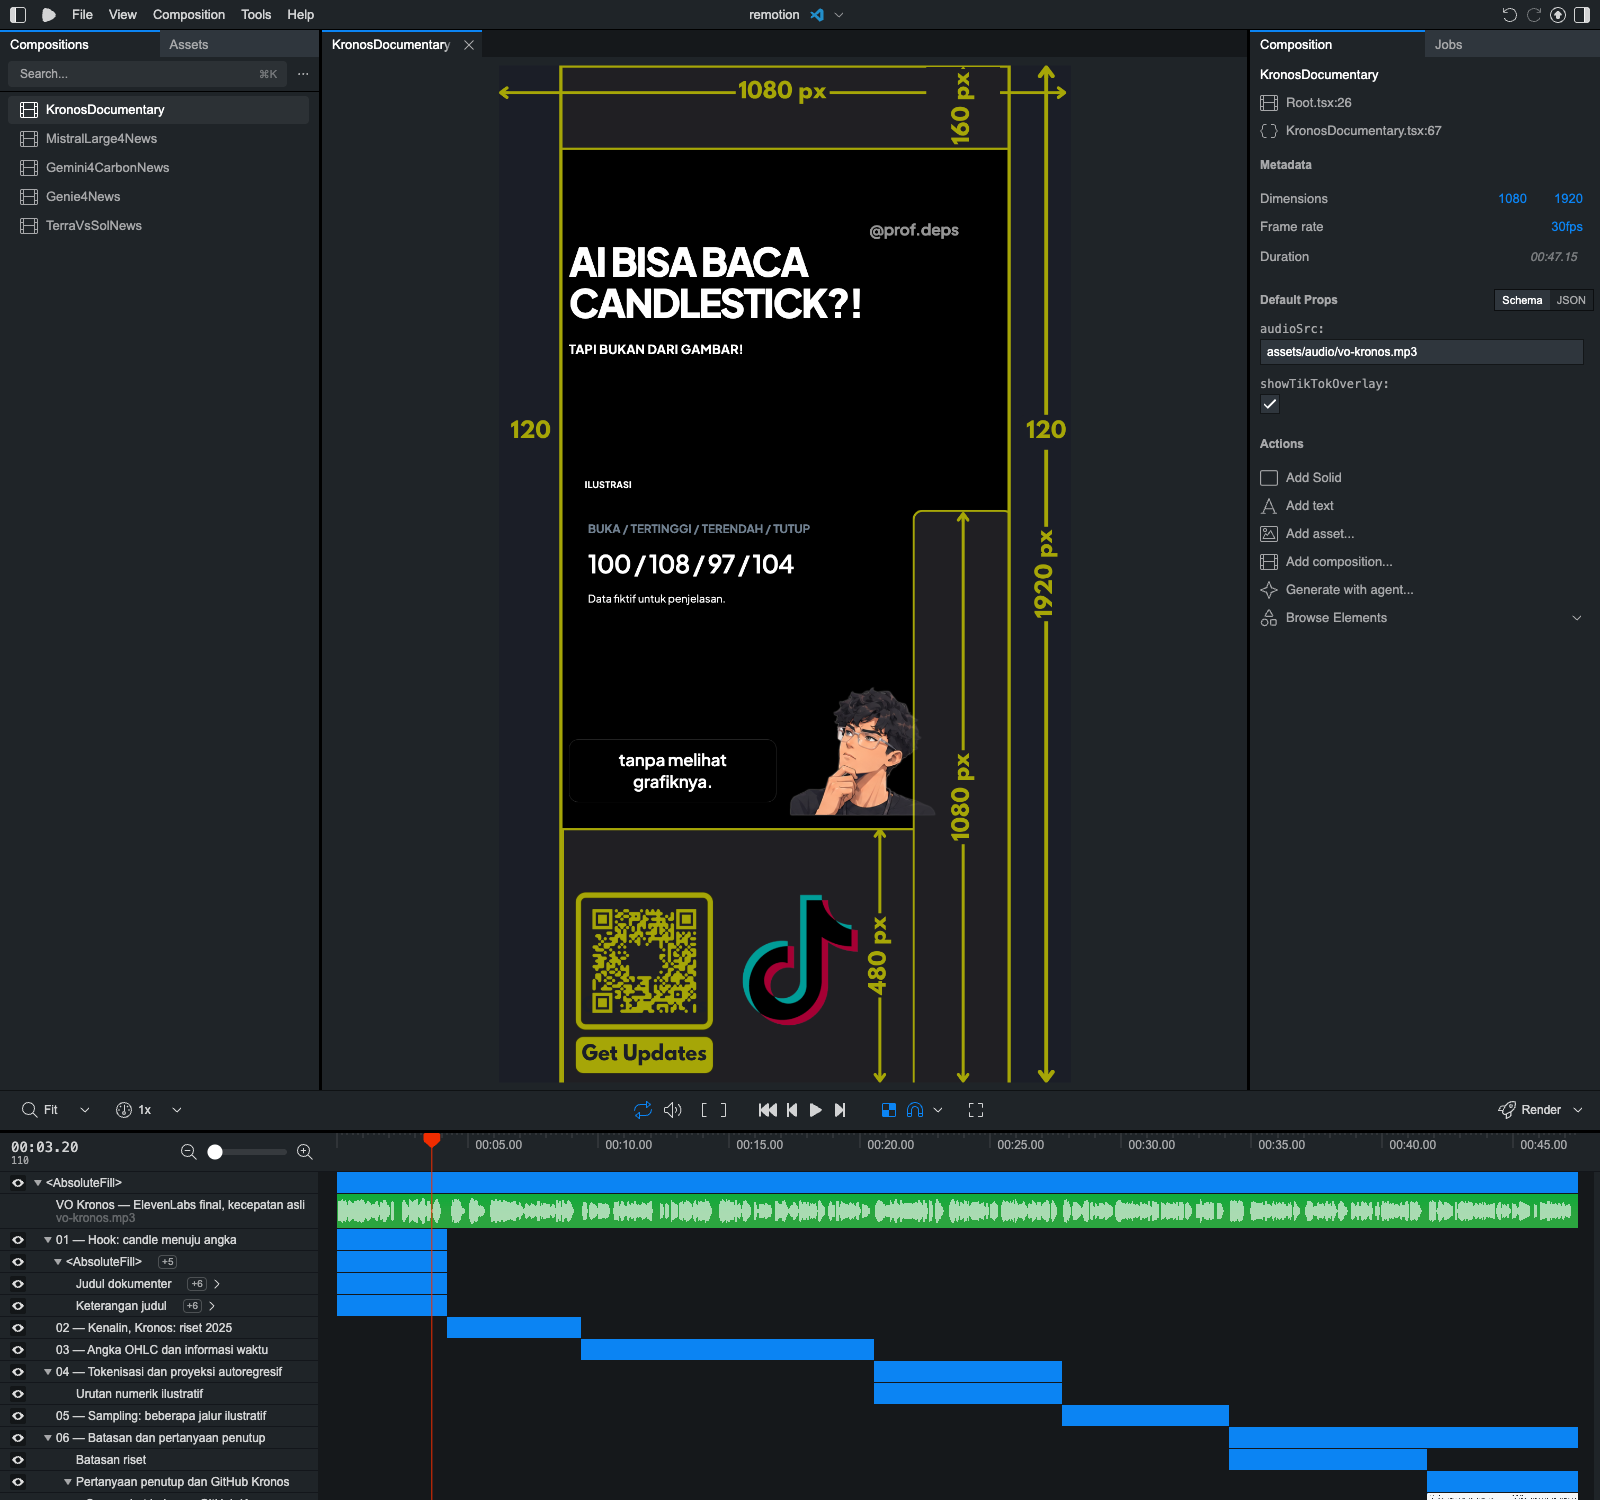 File View Composition Tools Help
remotion
Compositions Assets
Search... ⌘K ...
KronosDocumentary
MistralLarge4News
Gemini4CarbonNews
Genie4News
TerraVsSolNews
KronosDocumentary
1080 px
160 px
@prof.deps
AI BISA BACA
CANDLESTICK?!
TAPI BUKAN DARI GAMBAR!
120
120
ILUSTRASI
BUKA / TERTINGGI / TERENDAH / TUTUP
100 / 108 / 97 / 104
Data fiktif untuk penjelasan.
1920 px
tanpa melihat
grafiknya.
1080 px
480 px
Get Updates
Composition Jobs
KronosDocumentary
Root.tsx:26
KronosDocumentary.tsx:67
Metadata
Dimensions 1080 1920
Frame rate 30fps
Duration 00:47.15
Default Props Schema JSON
audioSrc:
assets/audio/vo-kronos.mp3
showTikTokOverlay:
Actions
Add Solid
Add text
Add asset...
Add composition...
Generate with agent...
Browse Elements
Fit 1x Render
00:03.20
110
00:05.00 00:10.00 00:15.00 00:20.00 00:25.00 00:30.00 00:35.00 00:40.00 00:45.00
<AbsoluteFill>
VO Kronos — ElevenLabs final, kecepatan asli
vo-kronos.mp3
01 — Hook: candle menuju angka
<AbsoluteFill> +5
Judul dokumenter +6
Keterangan judul +6
02 — Kenalin, Kronos: riset 2025
03 — Angka OHLC dan informasi waktu
04 — Tokenisasi dan proyeksi autoregresif
Urutan numerik ilustratif
05 — Sampling: beberapa jalur ilustratif
06 — Batasan dan pertanyaan penutup
Batasan riset
Pertanyaan penutup dan GitHub Kronos